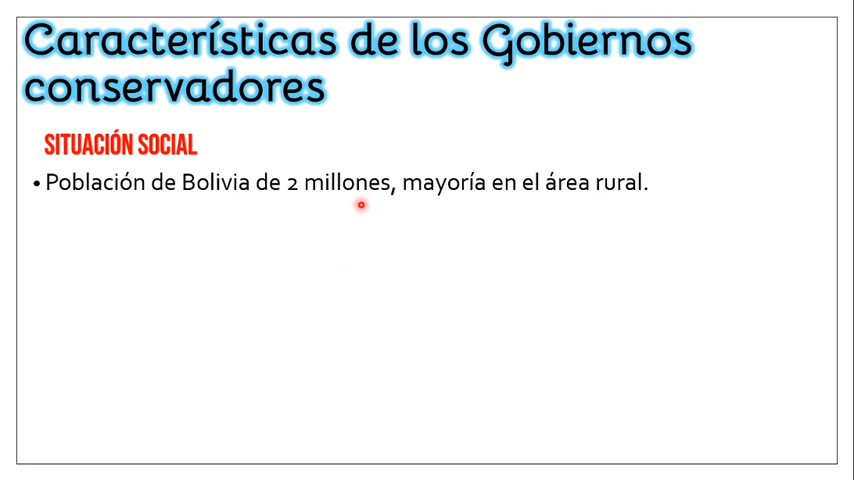 Características de los Gobiernos
conservadores
SITUACIÓN SOCIAL
• Población de Bolivia de 2 millones, mayoría en el área rural.